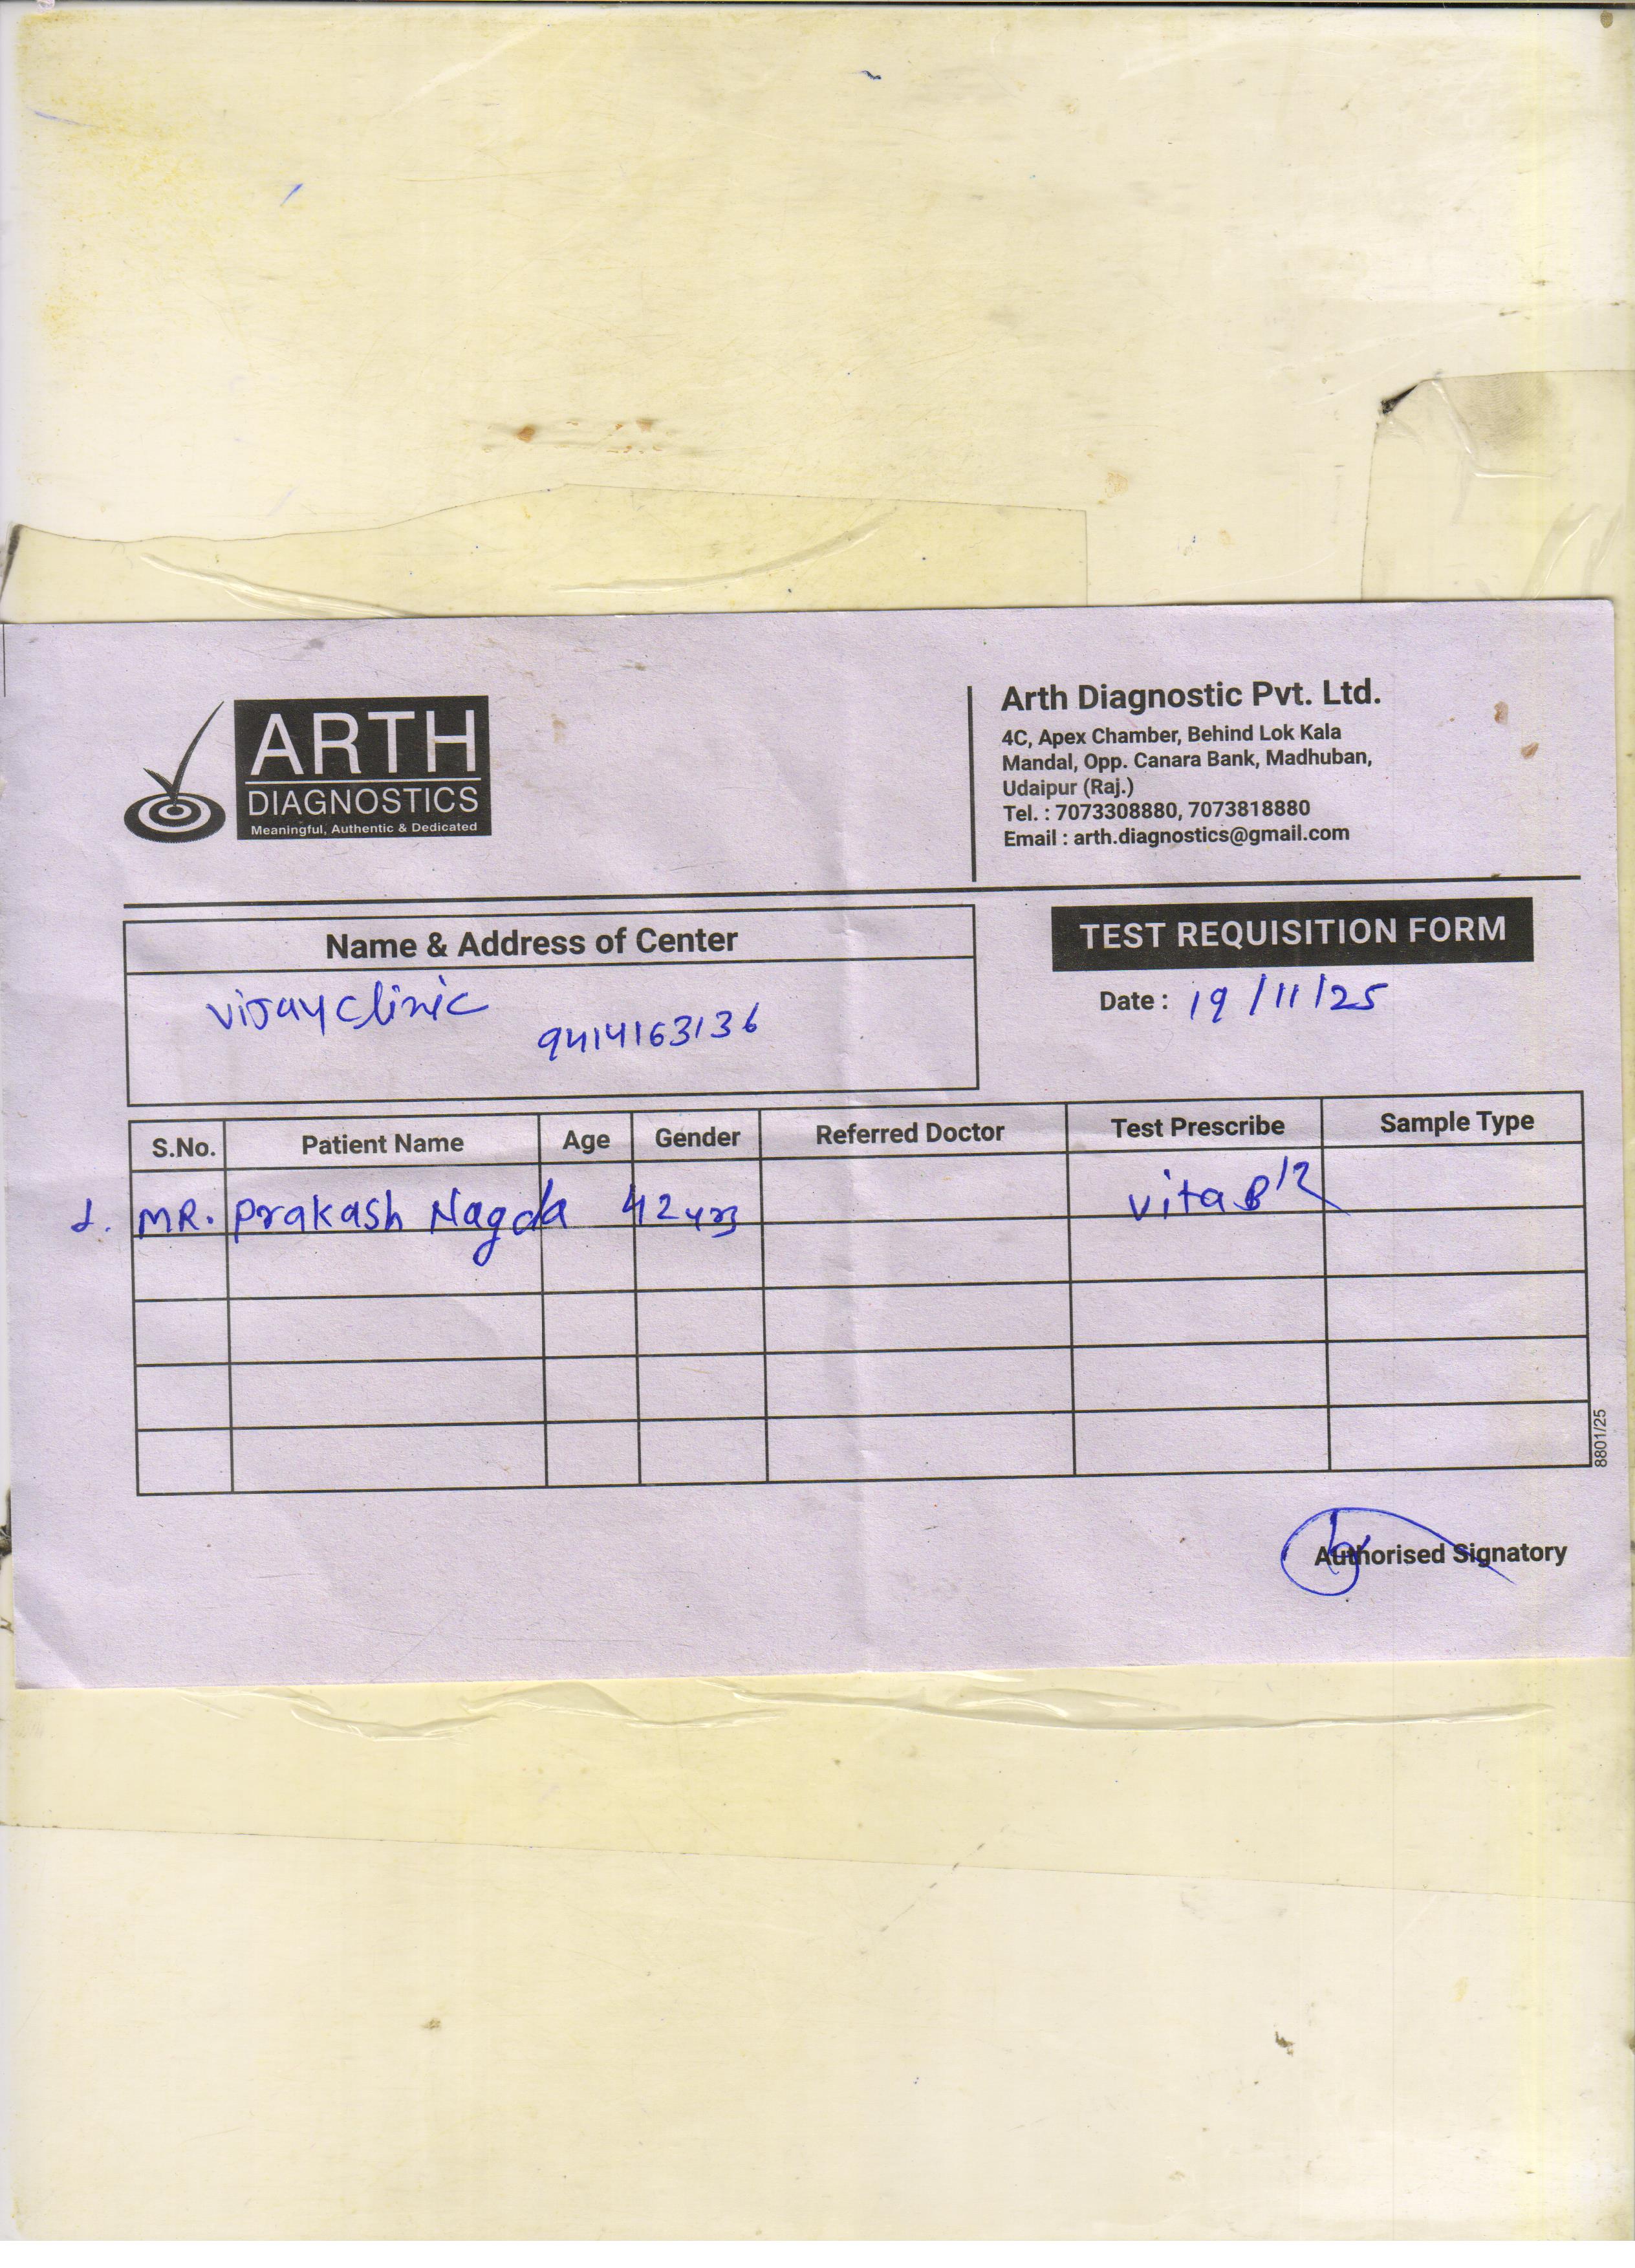 ARTH
DIAGNOSTICS
Meaningful, Authentic & Dedicated
Arth Diagnostic Pvt. Ltd.
4C, Apex Chamber, Behind Lok Kala
Mandal, Opp. Canara Bank, Madhuban,
Udaipur (Raj.)
Tel. : 7073308880, 7073818880
Email : arth.diagnostics@gmail.com
Name & Address of Center
vijay clinic
9414163136
TEST REQUISITION FORM
Date : 19/11/25
S.No. Patient Name Age Gender Referred Doctor Test Prescribe Sample Type
1. MR. Prakash Nagda 42 yrs vita B12
8801/25
Authorised Signatory